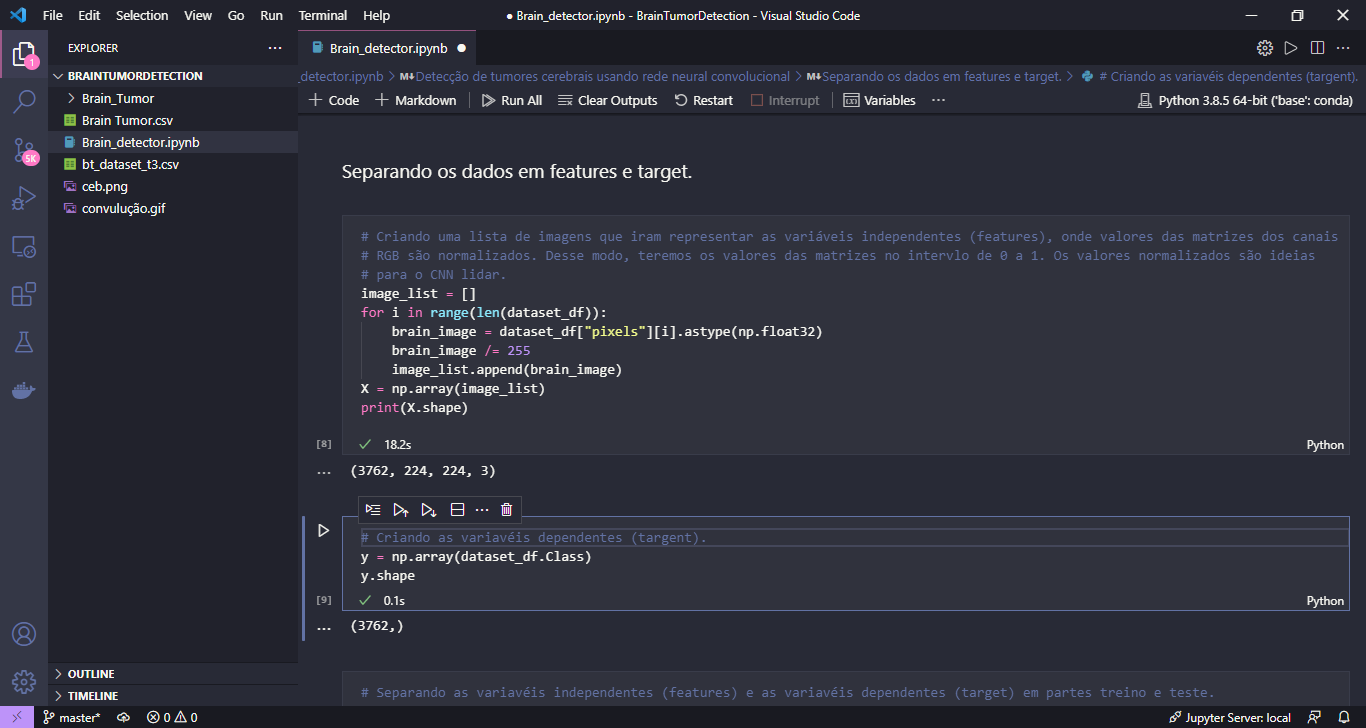 File Edit Selection View Go Run Terminal Help ● Brain_detector.ipynb - BrainTumorDetection - Visual Studio Code
EXPLORER
Brain_detector.ipynb
BRAINTUMORDETECTION
Brain_Tumor
Brain Tumor.csv
Brain_detector.ipynb
bt_dataset_t3.csv
ceb.png
convulução.gif
OUTLINE
TIMELINE
1
5K
_detector.ipynb > M↓Detecção de tumores cerebrais usando rede neural convolucional > M↓Separando os dados em features e target. > # Criando as variavéis dependentes (targent).
+ Code + Markdown Run All Clear Outputs Restart Interrupt Variables ... Python 3.8.5 64-bit ('base': conda)
Separando os dados em features e target.
# Criando uma lista de imagens que iram representar as variáveis independentes (features), onde valores das matrizes dos canais
# RGB são normalizados. Desse modo, teremos os valores das matrizes no intervlo de 0 a 1. Os valores normalizados são ideias
# para o CNN lidar.
image_list = []
for i in range(len(dataset_df)):
    brain_image = dataset_df["pixels"][i].astype(np.float32)
    brain_image /= 255
    image_list.append(brain_image)
X = np.array(image_list)
print(X.shape)
[8] ✓ 18.2s Python
... (3762, 224, 224, 3)
# Criando as variavéis dependentes (targent).
y = np.array(dataset_df.Class)
y.shape
[9] ✓ 0.1s Python
... (3762,)
# Separando as variavéis independentes (features) e as variavéis dependentes (target) em partes treino e teste.
master* 0 0 Jupyter Server: local